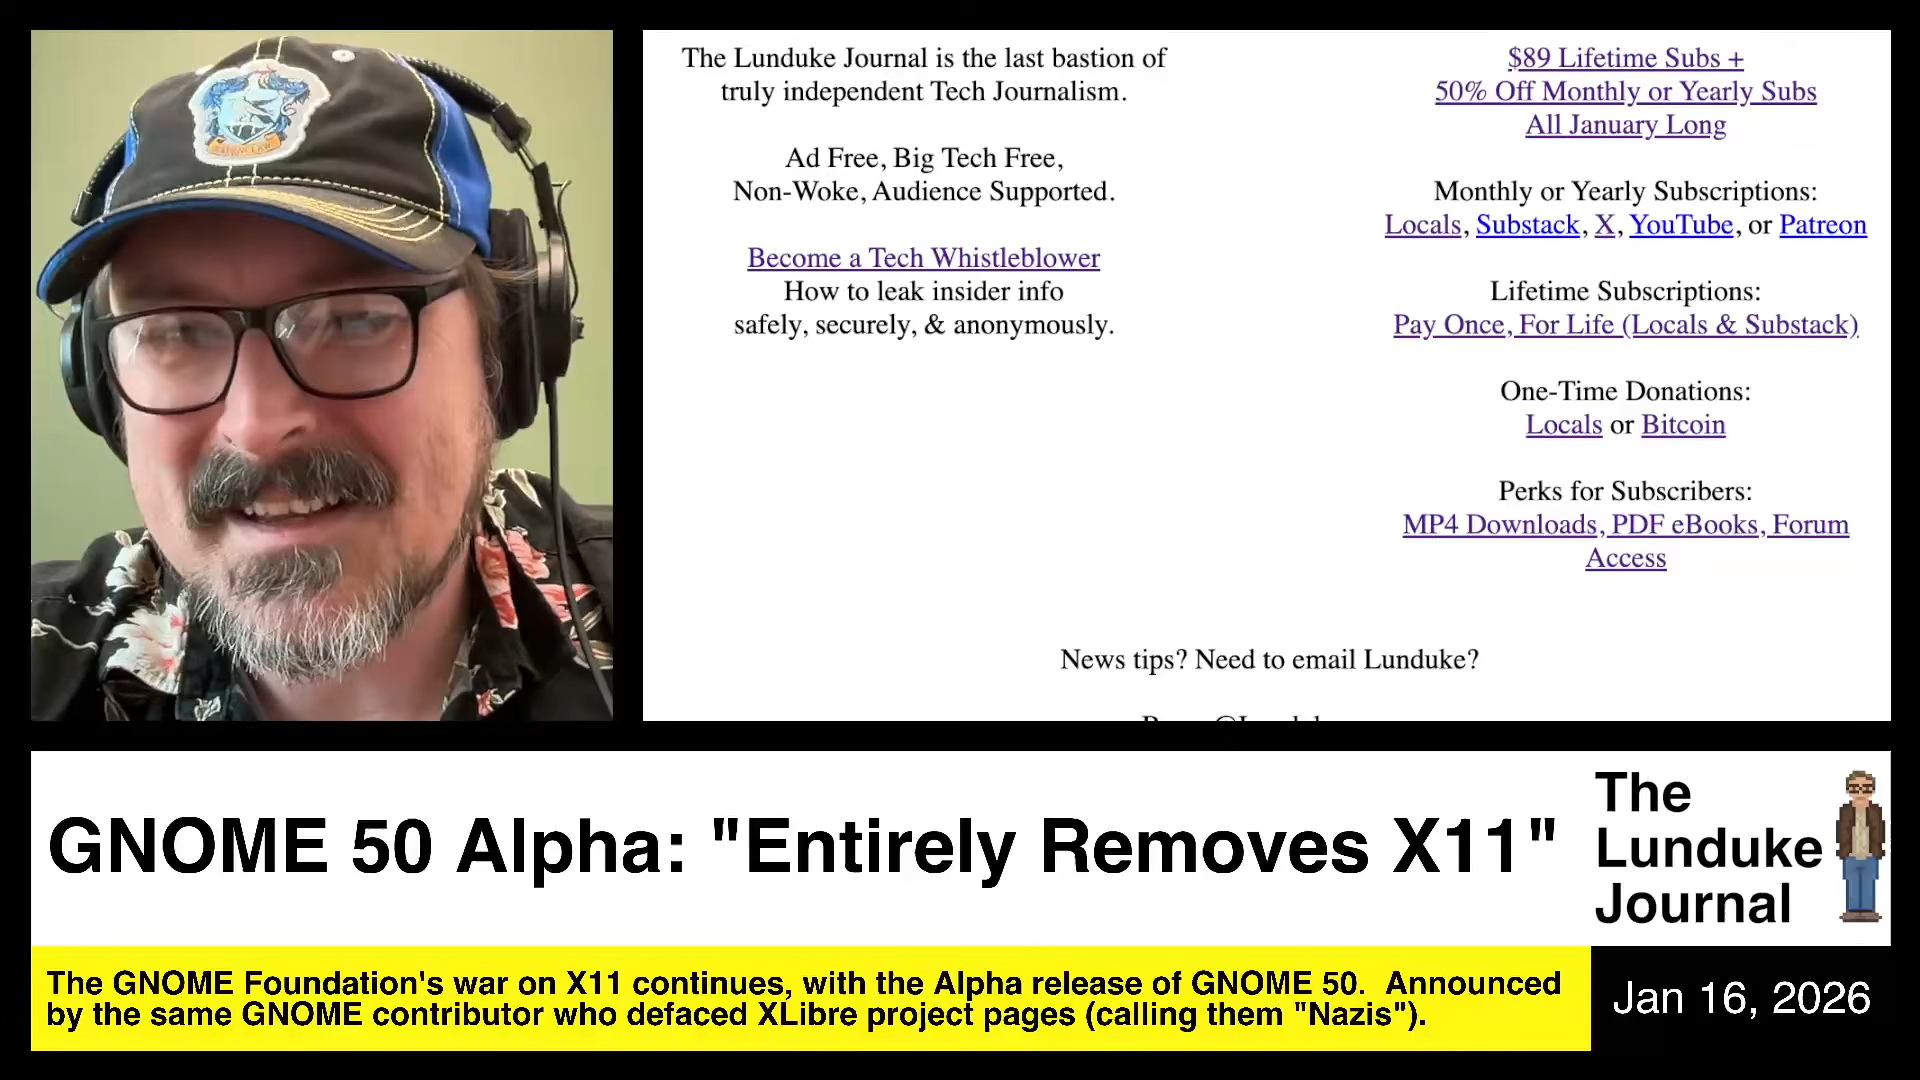 The Lunduke Journal is the last bastion of
truly independent Tech Journalism.
Ad Free, Big Tech Free,
Non-Woke, Audience Supported.
Become a Tech Whistleblower
How to leak insider info
safely, securely, & anonymously.
$89 Lifetime Subs +
50% Off Monthly or Yearly Subs
All January Long
Monthly or Yearly Subscriptions:
Locals, Substack, X, YouTube, or Patreon
Lifetime Subscriptions:
Pay Once, For Life (Locals & Substack)
One-Time Donations:
Locals or Bitcoin
Perks for Subscribers:
MP4 Downloads, PDF eBooks, Forum
Access
News tips? Need to email Lunduke?
GNOME 50 Alpha: "Entirely Removes X11"
The
Lunduke
Journal
The GNOME Foundation's war on X11 continues, with the Alpha release of GNOME 50. Announced
by the same GNOME contributor who defaced XLibre project pages (calling them "Nazis").
Jan 16, 2026